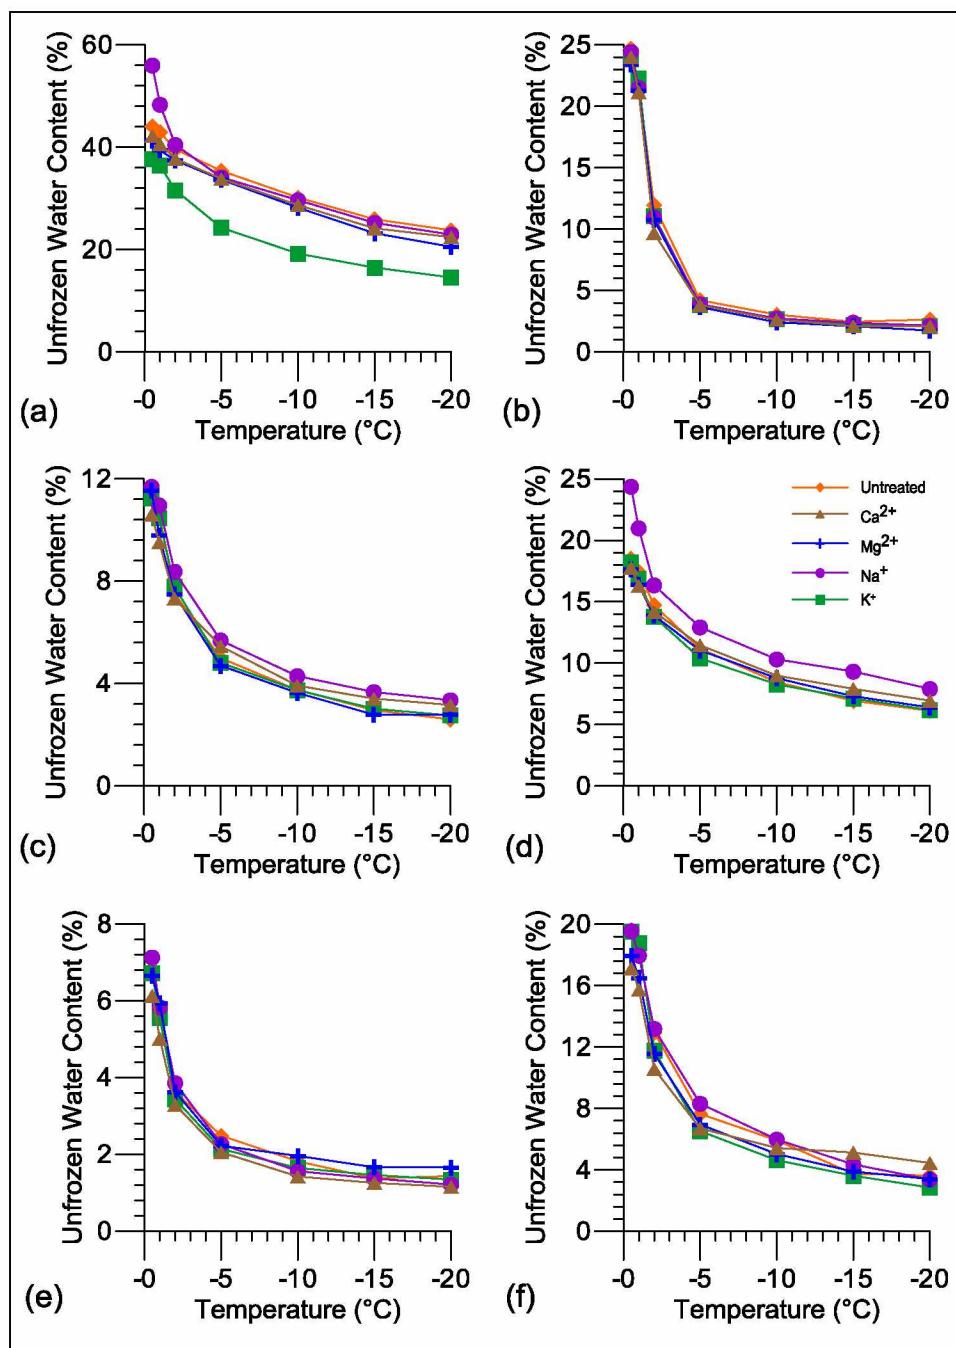 Unfrozen Water Content (%)
60
40
20
0
-0 -5 -10 -15 -20
(a)
Temperature (°C)
Unfrozen Water Content (%)
25
20
15
10
5
0
-0 -5 -10 -15 -20
(b)
Temperature (°C)
Unfrozen Water Content (%)
12
8
4
0
-0 -5 -10 -15 -20
(c)
Temperature (°C)
Unfrozen Water Content (%)
25
20
15
10
5
0
-0 -5 -10 -15 -20
(d)
Temperature (°C)
Untreated
Ca²⁺
Mg²⁺
Na⁺
K⁺
Unfrozen Water Content (%)
8
6
4
2
0
-0 -5 -10 -15 -20
(e)
Temperature (°C)
Unfrozen Water Content (%)
20
16
12
8
4
0
-0 -5 -10 -15 -20
(f)
Temperature (°C)